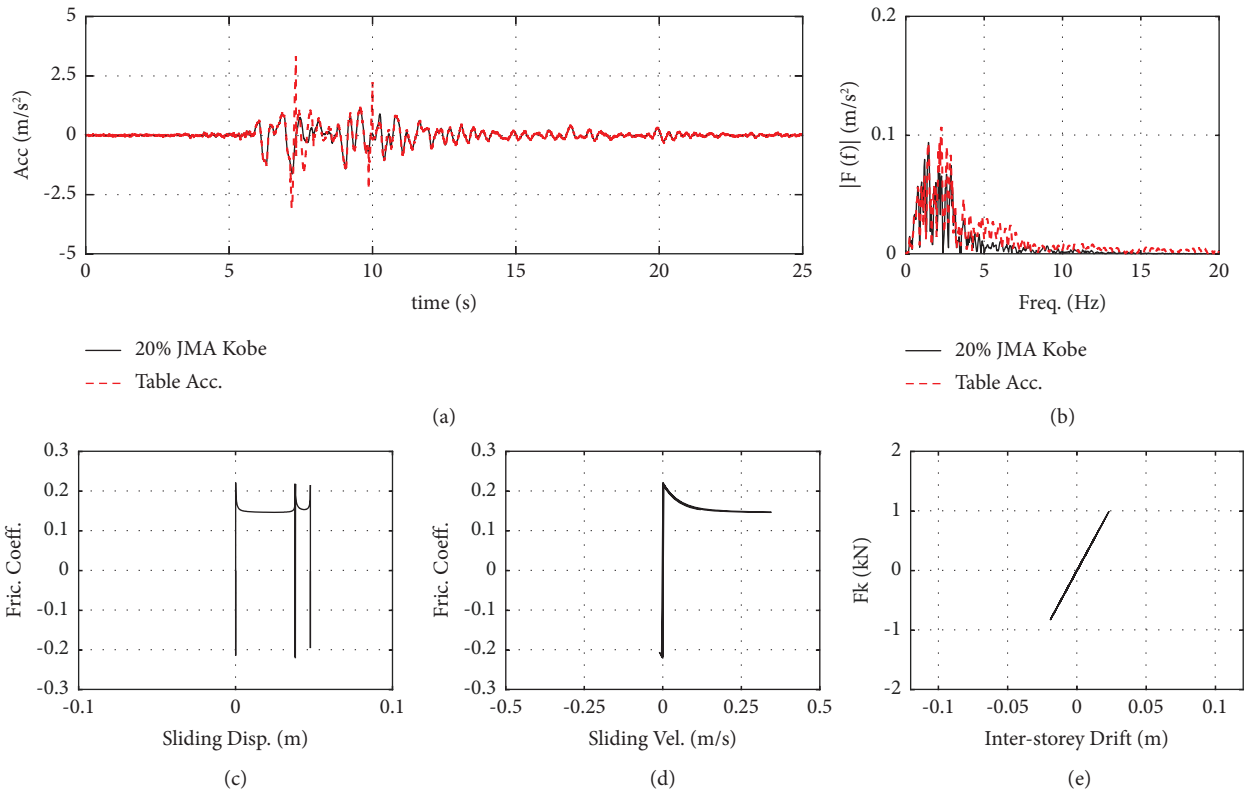 5
2.5
0
-2.5
-5
Acc (m/s²)
0 5 10 15 20 25
time (s)
20% JMA Kobe
Table Acc.
(a)
0.2
0.1
0
|F (f)| (m/s²)
0 5 10 15 20
Freq. (Hz)
20% JMA Kobe
Table Acc.
(b)
0.3
0.2
0.1
0
-0.1
-0.2
-0.3
Fric. Coeff.
-0.1 0 0.1
Sliding Disp. (m)
(c)
0.3
0.2
0.1
0
-0.1
-0.2
-0.3
Fric. Coeff.
-0.5 -0.25 0 0.25 0.5
Sliding Vel. (m/s)
(d)
2
1
0
-1
-2
Fk (kN)
-0.1 -0.05 0 0.05 0.1
Inter-storey Drift (m)
(e)